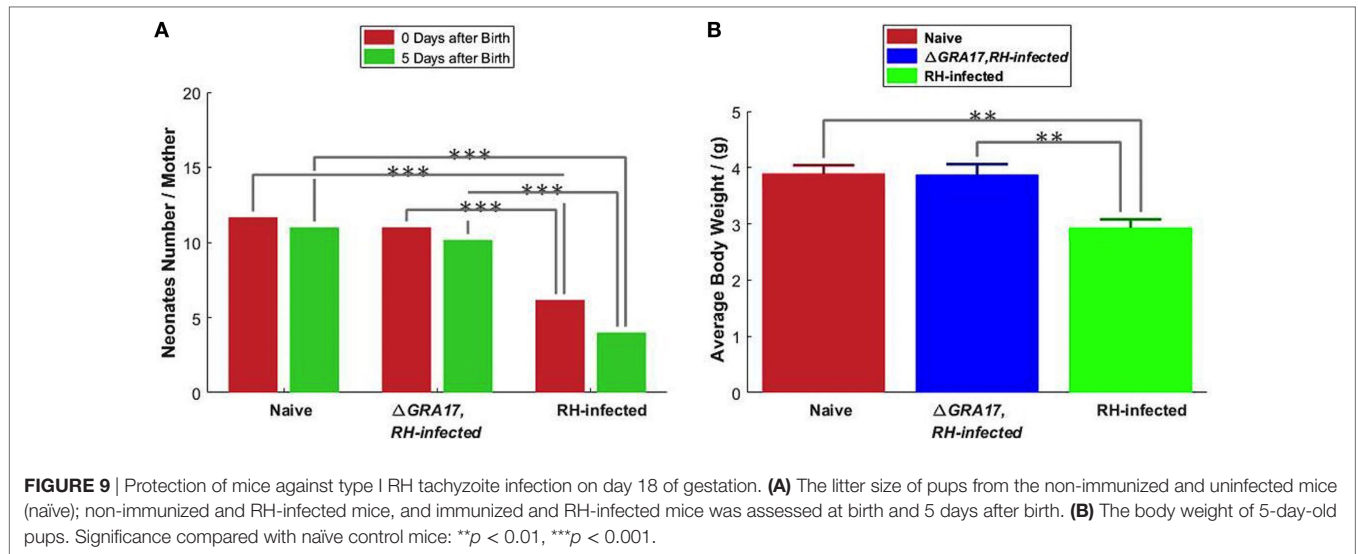 A
0 Days after Birth
5 Days after Birth
Neonates Number / Mother
20
15
10
5
0
***
***
***
***
Naive
ΔGRA17,
RH-infected
RH-infected
B
Naive
ΔGRA17,RH-infected
RH-infected
Average Body Weight / (g)
5
4
3
2
1
0
**
**
Naive
ΔGRA17,
RH-infected
RH-infected
FIGURE 9 | Protection of mice against type I RH tachyzoite infection on day 18 of gestation. (A) The litter size of pups from the non-immunized and uninfected mice
(naïve); non-immunized and RH-infected mice, and immunized and RH-infected mice was assessed at birth and 5 days after birth. (B) The body weight of 5-day-old
pups. Significance compared with naïve control mice: **p < 0.01, ***p < 0.001.